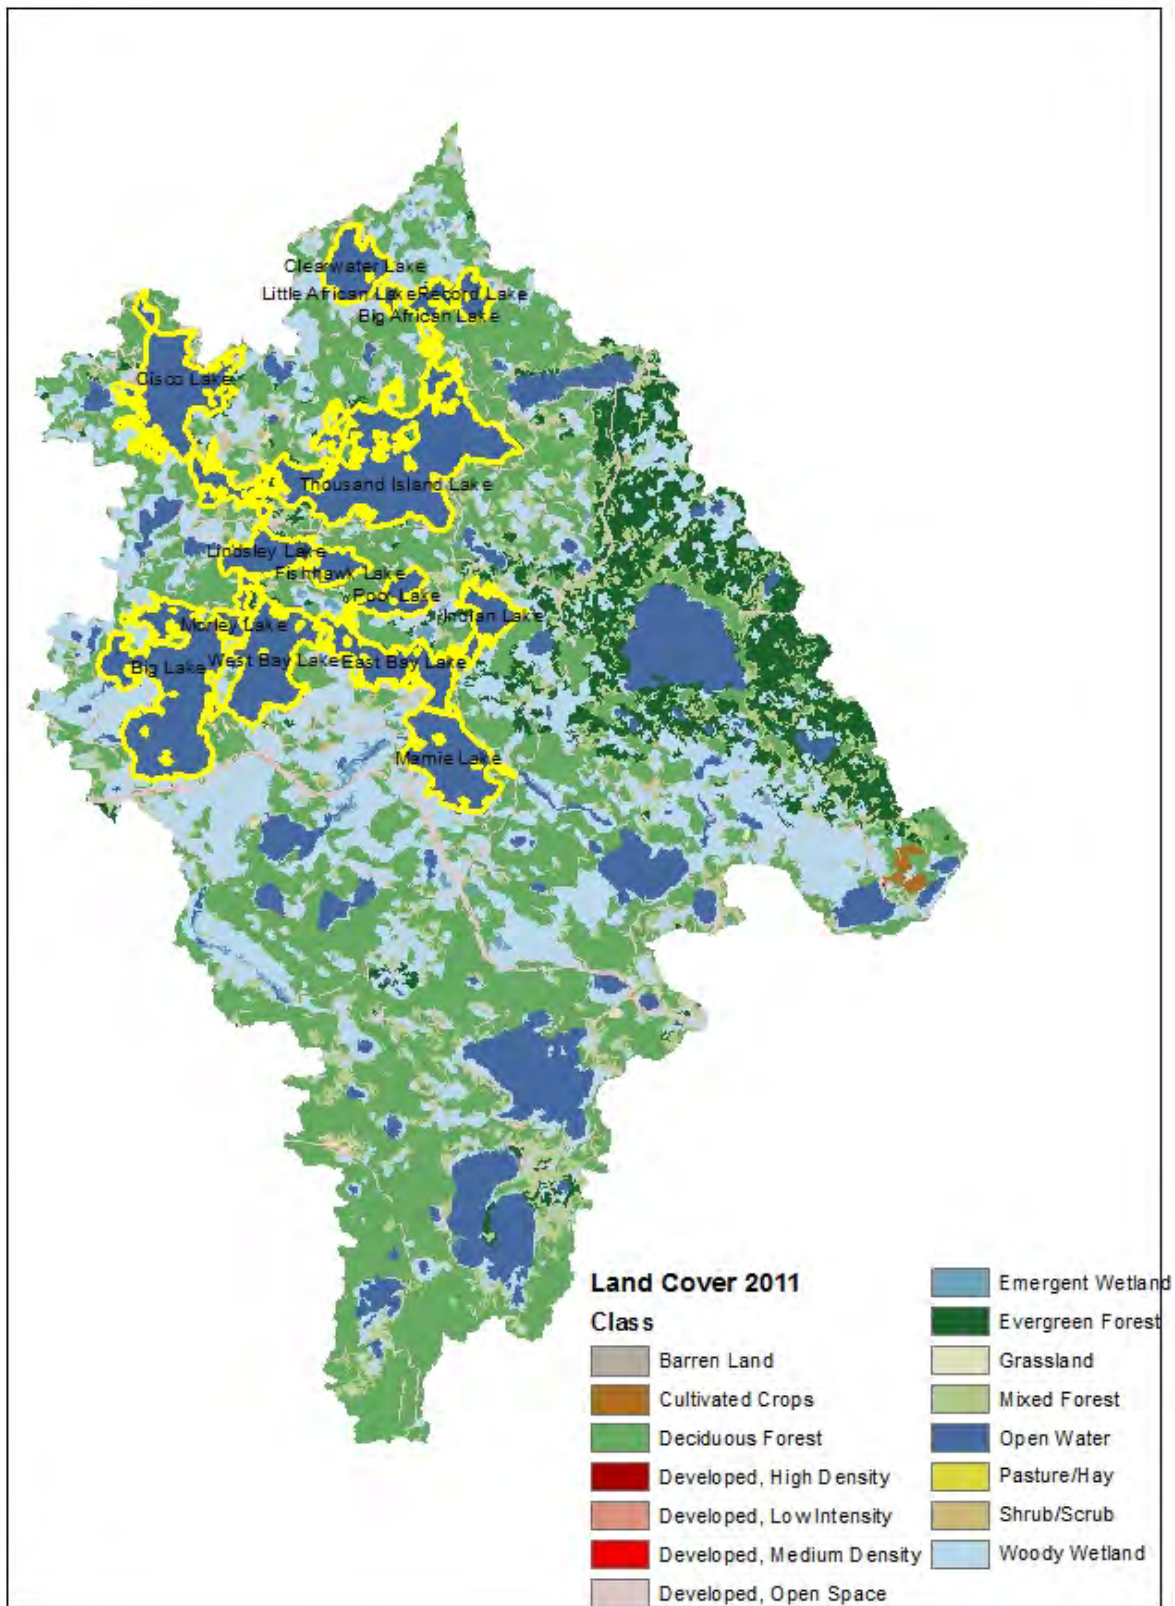 Clearwater Lake
Little African Lake Record Lake
Big African Lake
Cisco Lake
Thousand Island Lake
Lindsley Lake
Fishhawk Lake
Poor Lake
Indian Lake
Morley Lake
Big Lake West Bay Lake East Bay Lake
Mamie Lake
Land Cover 2011
Class
Barren Land
Cultivated Crops
Deciduous Forest
Developed, High Density
Developed, Low Intensity
Developed, Medium Density
Developed, Open Space
Emergent Wetland
Evergreen Forest
Grassland
Mixed Forest
Open Water
Pasture/Hay
Shrub/Scrub
Woody Wetland